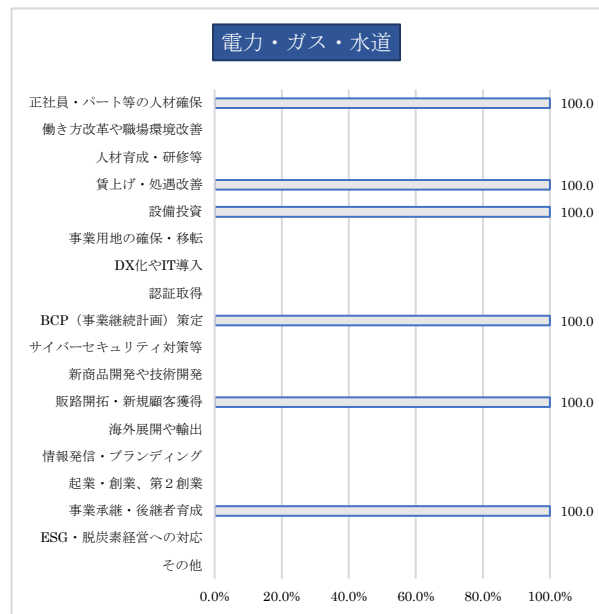 電力・ガス・水道
正社員・パート等の人材確保 100.0
働き方改革や職場環境改善
人材育成・研修等
賃上げ・処遇改善 100.0
設備投資 100.0
事業用地の確保・移転
DX化やIT導入
認証取得
BCP（事業継続計画）策定 100.0
サイバーセキュリティ対策等
新商品開発や技術開発
販路開拓・新規顧客獲得 100.0
海外展開や輸出
情報発信・ブランディング
起業・創業、第２創業
事業承継・後継者育成 100.0
ESG・脱炭素経営への対応
その他
0.0% 20.0% 40.0% 60.0% 80.0% 100.0%